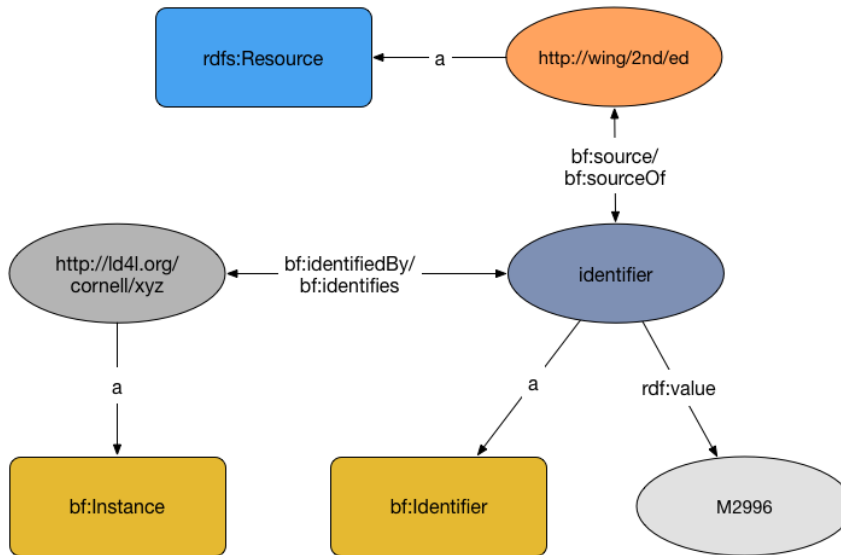 rdfs:Resource
a
http://wing/2nd/ed
bf:source/
bf:sourceOf
http://ld4l.org/
cornell/xyz
bf:identifiedBy/
bf:identifies
identifier
a
a
rdf:value
bf:Instance
bf:Identifier
M2996